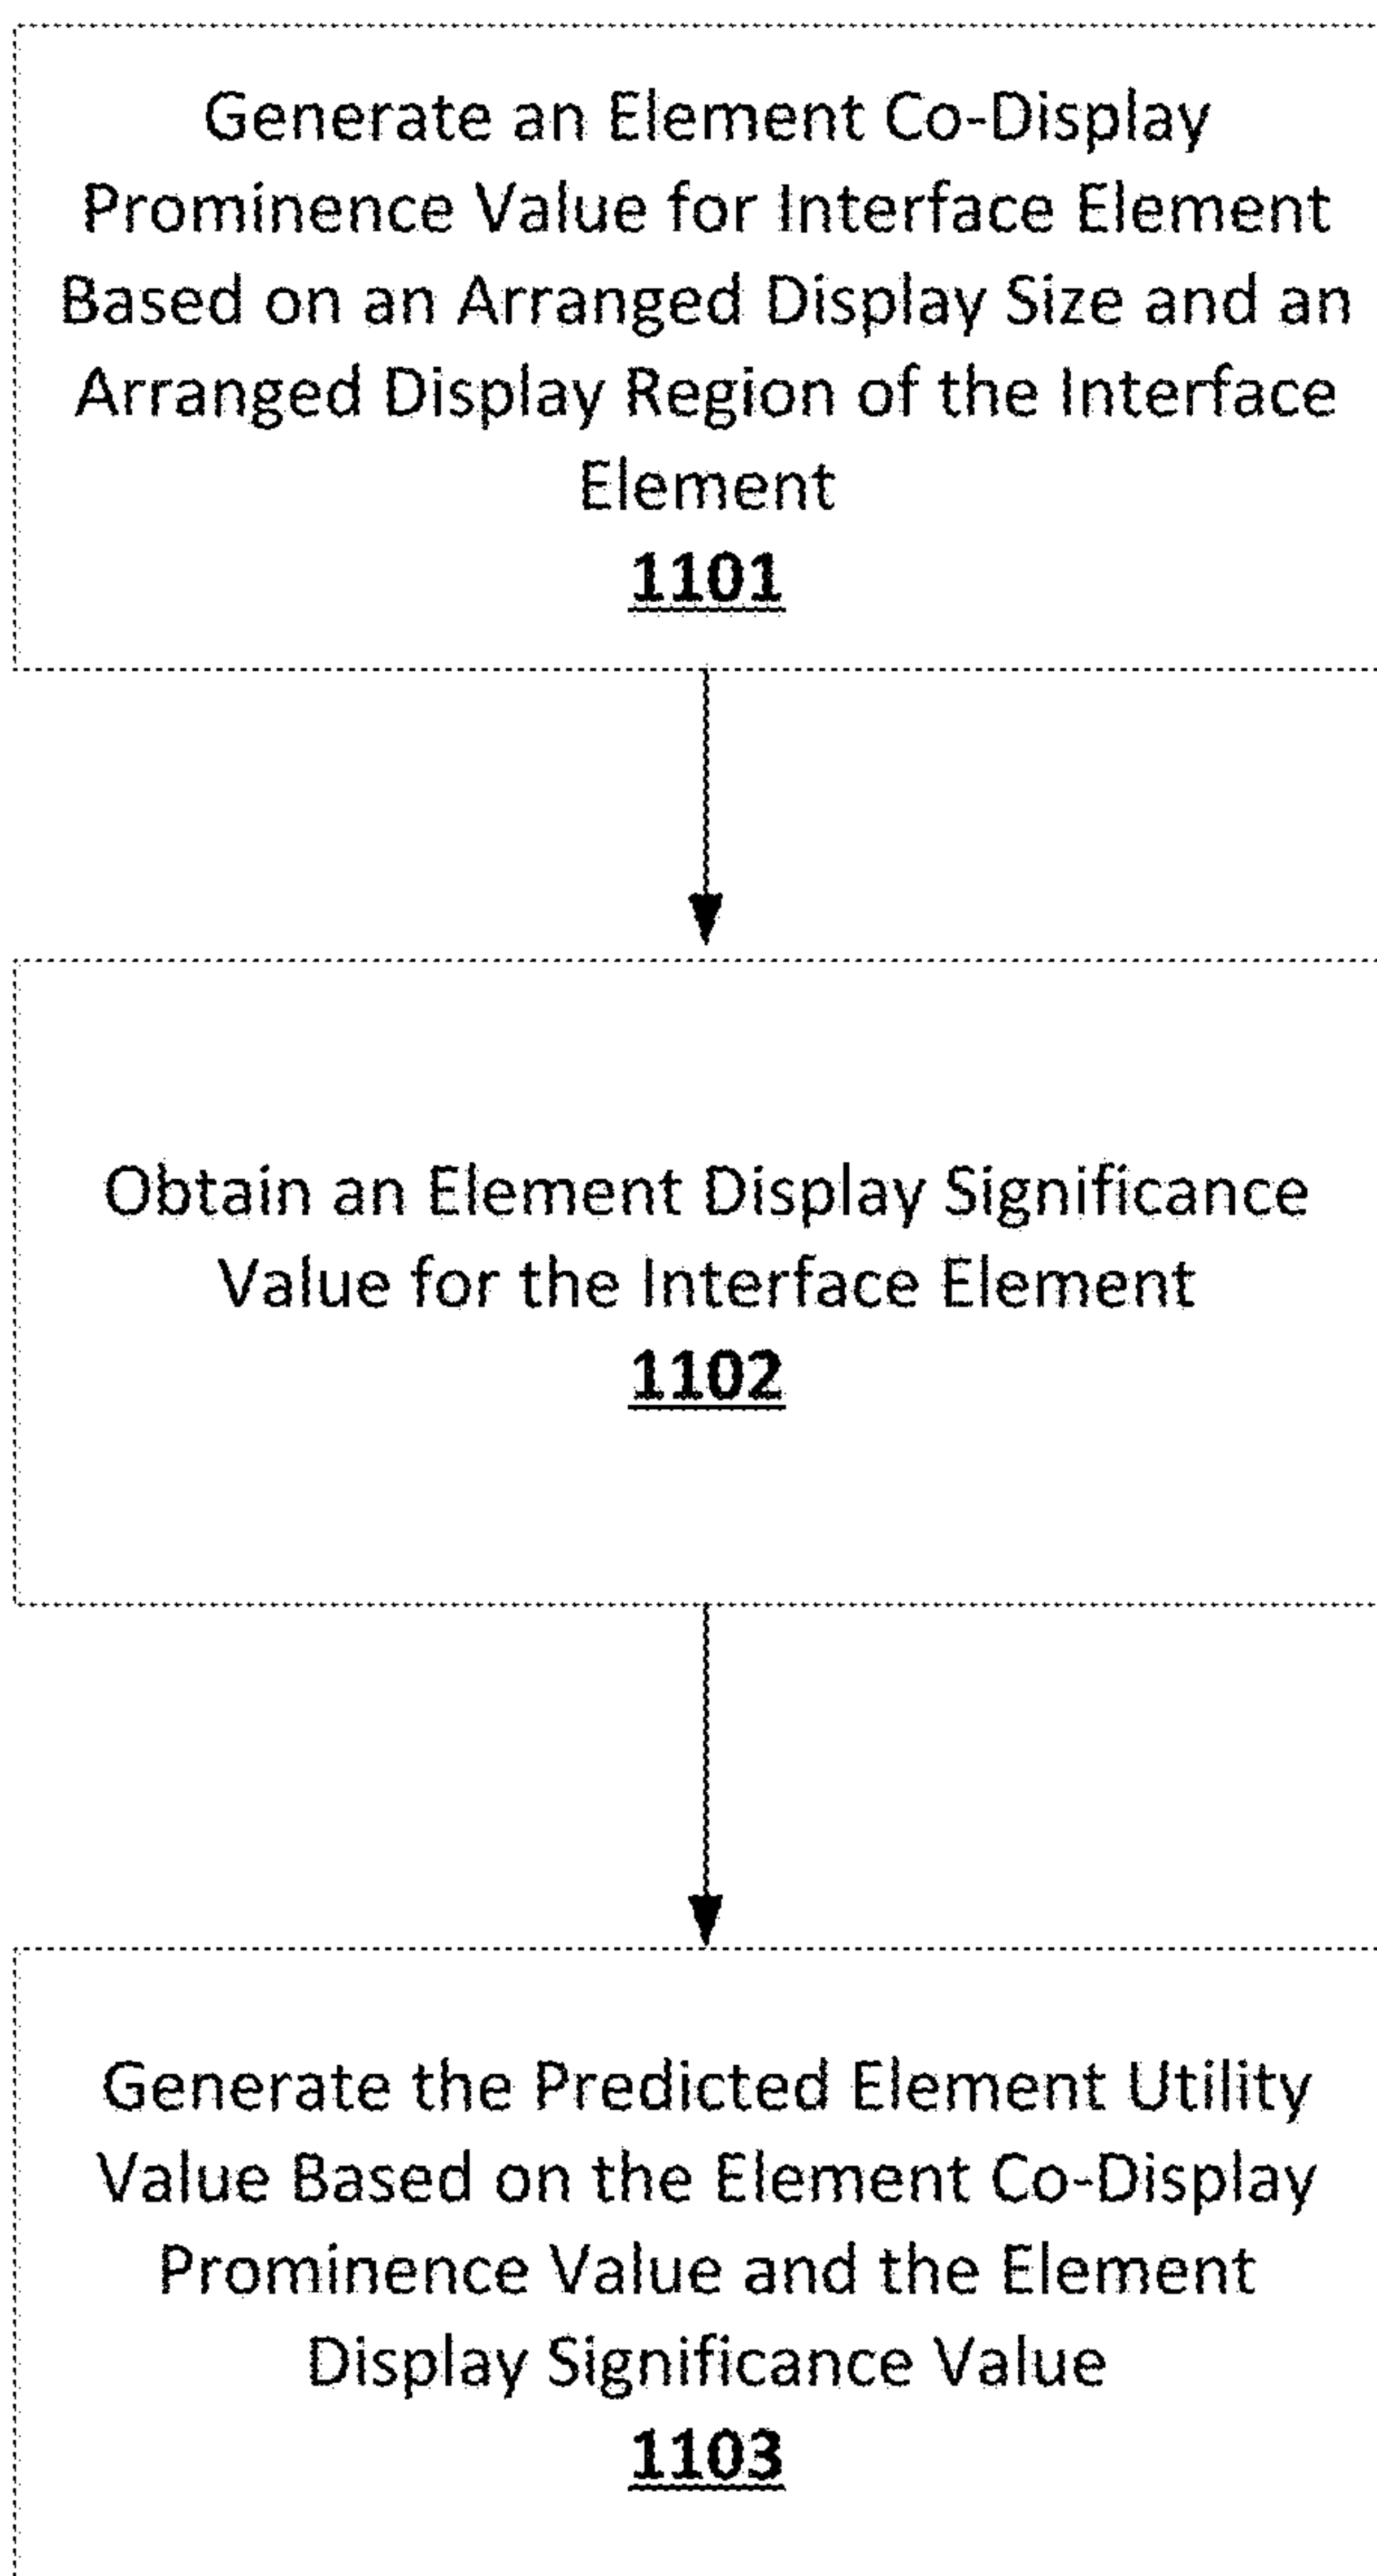 Generate an Element Co-Display
Prominence Value for Interface Element
Based on an Arranged Display Size and an
Arranged Display Region of the Interface
Element
1101
Obtain an Element Display Significance
Value for the Interface Element
1102
Generate the Predicted Element Utility
Value Based on the Element Co-Display
Prominence Value and the Element
Display Significance Value
1103